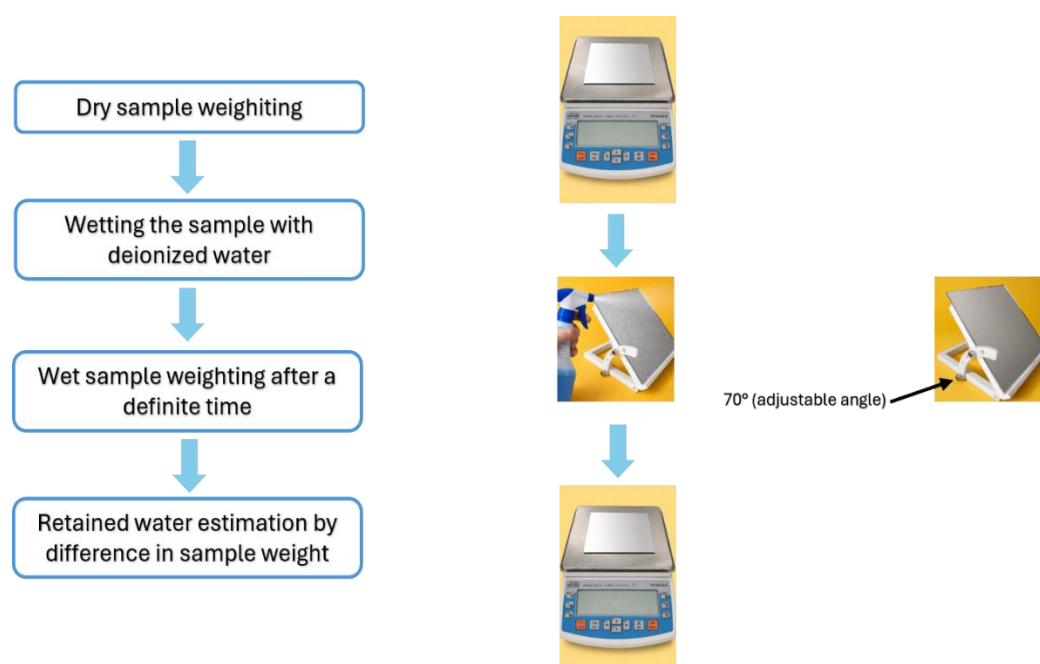 Dry sample weighiting
Wetting the sample with
deionized water
Wet sample weighting after a
definite time
Retained water estimation by
difference in sample weight
70° (adjustable angle)